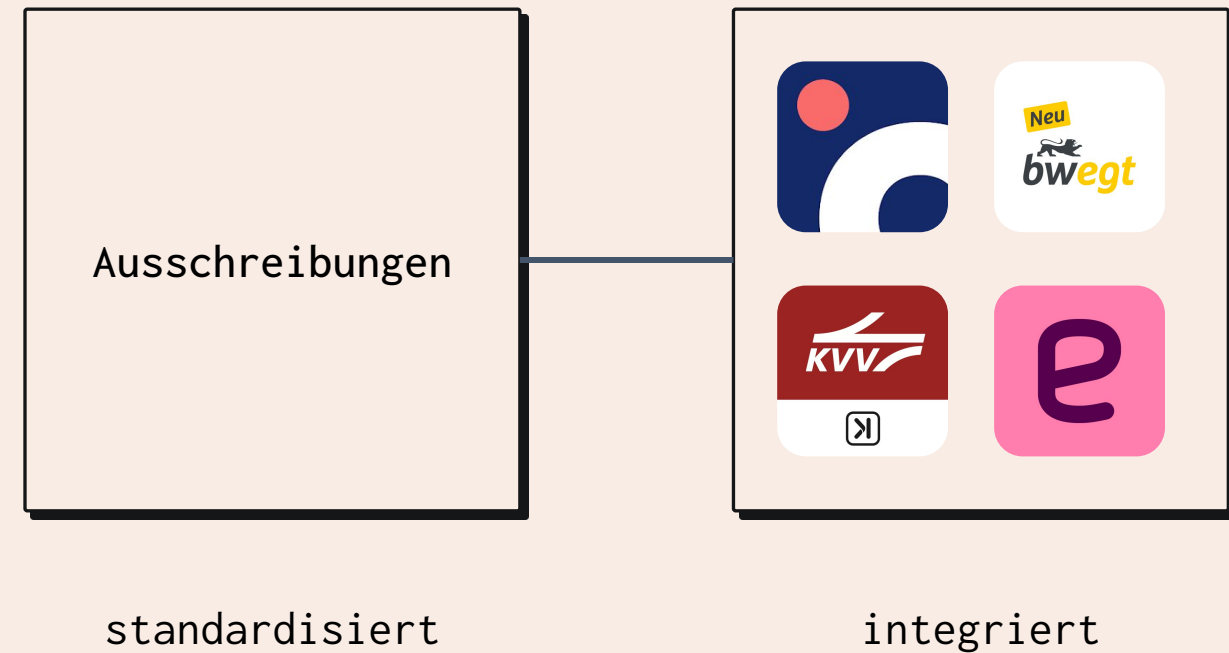 Neu
bwegt
Ausschreibungen
KVV
e
standardisiert
integriert